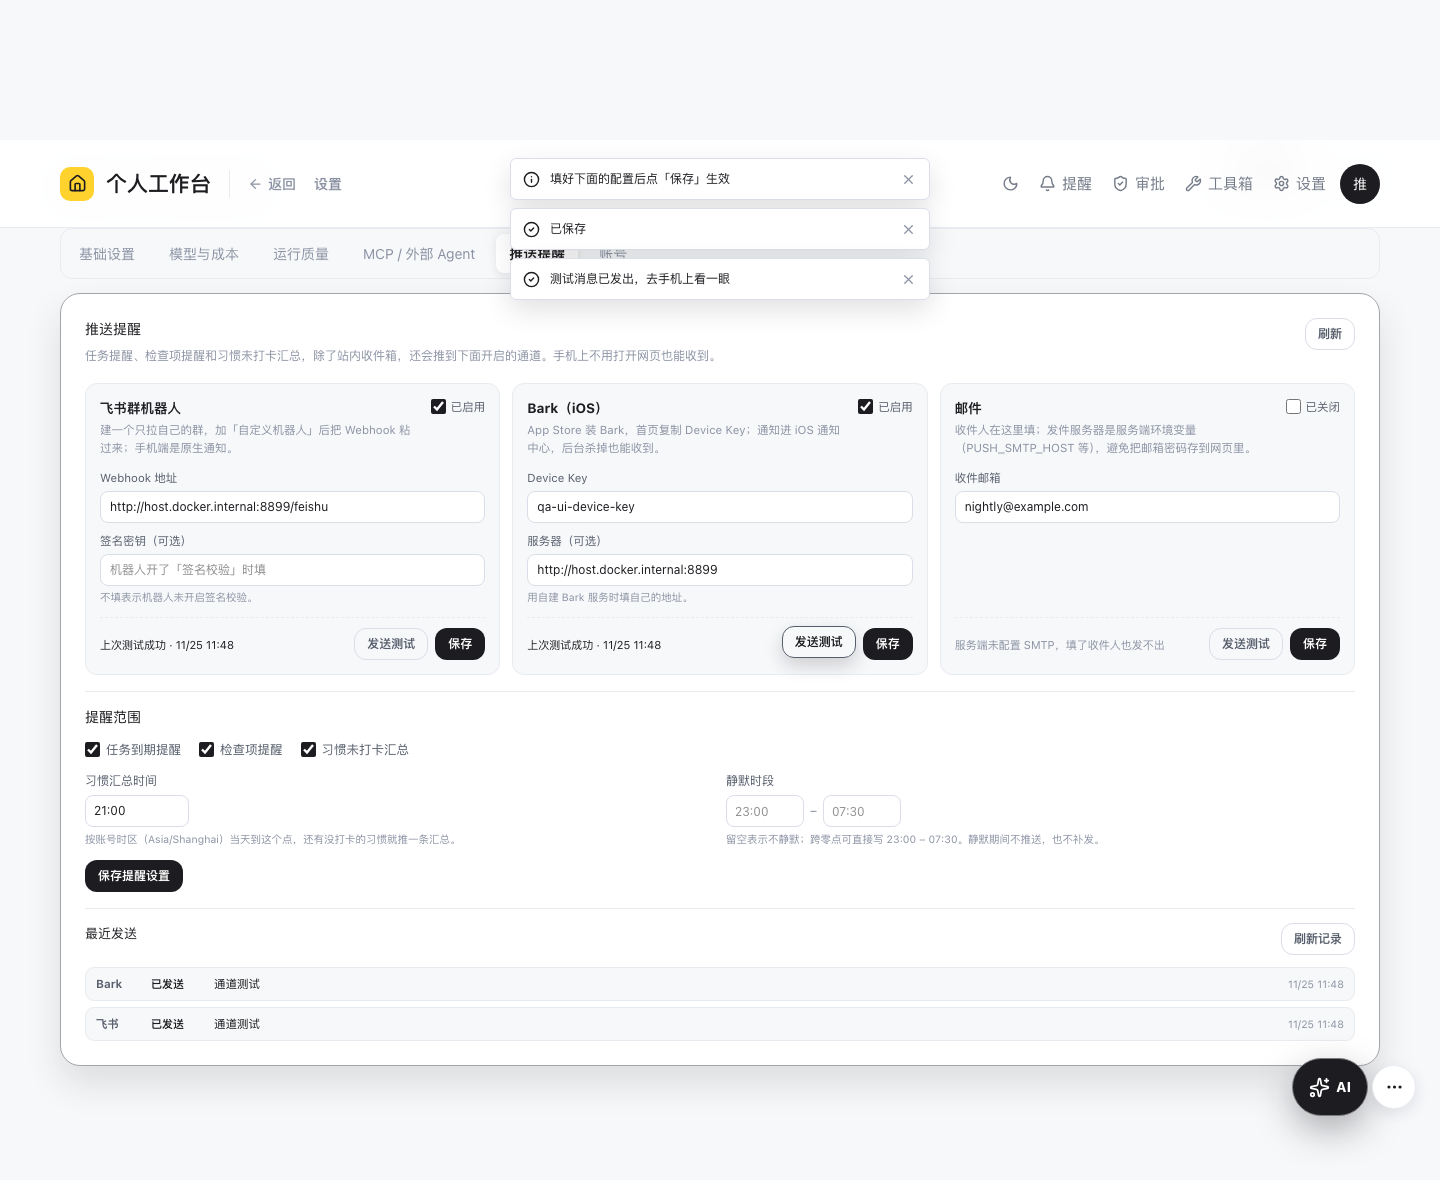 个人工作台
返回
设置
填好下面的配置后点「保存」生效
已保存
测试消息已发出，去手机上看一眼
提醒
审批
工具箱
设置
推
基础设置
模型与成本
运行质量
MCP / 外部 Agent
推送提醒
账号
推送提醒
刷新
任务提醒、检查项提醒和习惯未打卡汇总，除了站内收件箱，还会推到下面开启的通道。手机上不用打开网页也能收到。
飞书群机器人
已启用
建一个只拉自己的群，加「自定义机器人」后把 Webhook 粘
过来；手机端是原生通知。
Webhook 地址
http://host.docker.internal:8899/feishu
签名密钥（可选）
机器人开了「签名校验」时填
不填表示机器人未开启签名校验。
上次测试成功 · 11/25 11:48
发送测试
保存
Bark（iOS）
已启用
App Store 装 Bark，首页复制 Device Key；通知进 iOS 通知
中心，后台杀掉也能收到。
Device Key
qa-ui-device-key
服务器（可选）
http://host.docker.internal:8899
用自建 Bark 服务时填自己的地址。
上次测试成功 · 11/25 11:48
发送测试
保存
邮件
已关闭
收件人在这里填；发件服务器是服务端环境变量
（PUSH_SMTP_HOST 等），避免把邮箱密码存到网页里。
收件邮箱
nightly@example.com
服务端未配置 SMTP，填了收件人也发不出
发送测试
保存
提醒范围
任务到期提醒
检查项提醒
习惯未打卡汇总
习惯汇总时间
21:00
按账号时区（Asia/Shanghai）当天到这个点，还有没打卡的习惯就推一条汇总。
静默时段
23:00 – 07:30
留空表示不静默；跨零点可直接写 23:00 – 07:30。静默期间不推送，也不补发。
保存提醒设置
最近发送
刷新记录
Bark 已发送 通道测试 11/25 11:48
飞书 已发送 通道测试 11/25 11:48
AI